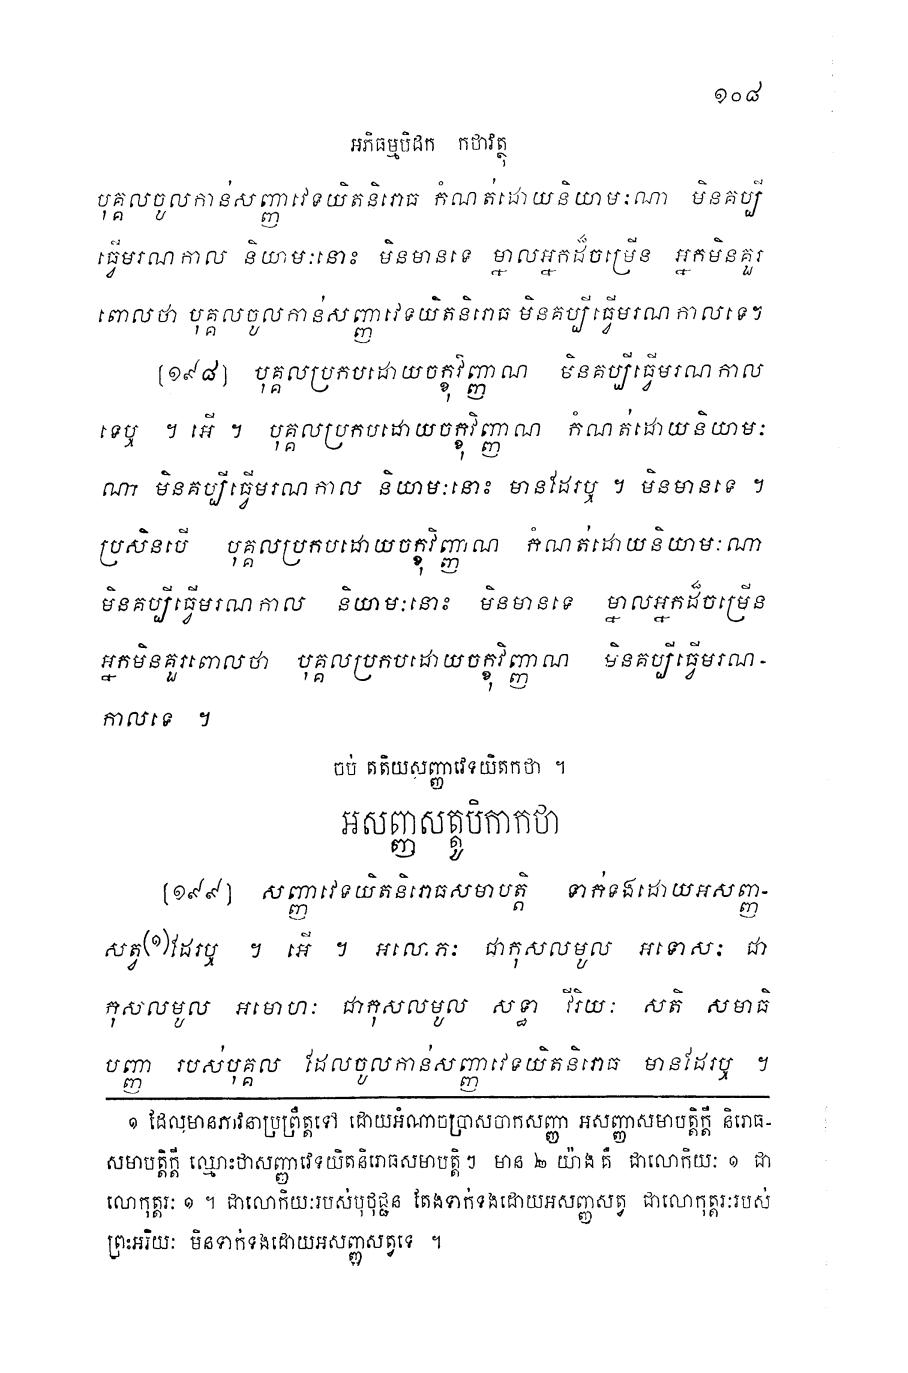 ១០៨
អភិធម្មបិដក កថាវត្ថុ
បុគ្គលចូលកាន់សញ្ញាវេទយិតនិរោធ កំណត់ដោយនិយាមៈណា មិនគប្បី
ធ្វើមរណកាល និយាមៈនោះ មិនមានទេ ម្នាលអ្នកដ៏ចម្រើន អ្នកមិនគួរ
ពោលថា បុគ្គលចូលកាន់សញ្ញាវេទយិតនិរោធ មិនគប្បីធ្វើមរណកាលទេ។
[១៩៨] បុគ្គលប្រកបដោយចក្ខុវិញ្ញាណ មិនគប្បីធ្វើមរណកាល
ទេឬ ។ អើ ។ បុគ្គលប្រកបដោយចក្ខុវិញ្ញាណ កំណត់ដោយនិយាមៈ
ណា មិនគប្បីធ្វើមរណកាល និយាមៈនោះ មានដែរឬ ។ មិនមានទេ ។
ប្រសិនបើ បុគ្គលប្រកបដោយចក្ខុវិញ្ញាណ កំណត់ដោយនិយាមៈណា
មិនគប្បីធ្វើមរណកាល និយាមៈនោះ មិនមានទេ ម្នាលអ្នកដ៏ចម្រើន
អ្នកមិនគួរពោលថា បុគ្គលប្រកបដោយចក្ខុវិញ្ញាណ មិនគប្បីធ្វើមរណ-
កាលទេ ។
ចប់ តតិយសញ្ញាវេទយិតកថា ។
អសញ្ញសត្តូបិកាកថា
[១៩៩] សញ្ញាវេទយិតនិរោធសមាបត្តិ ទាក់ទងដោយអសញ្ញ-
សត្វ(១)ដែរឬ ។ អើ ។ អលោភៈ ជាកុសលមូល អទោសៈ ជា
កុសលមូល អមោហៈ ជាកុសលមូល សទ្ធា វីរិយៈ សតិ សមាធិ
បញ្ញា របស់បុគ្គល ដែលចូលកាន់សញ្ញាវេទយិតនិរោធ មានដែរឬ ។
១ ដែលមានភាវនាប្រព្រឹត្តទៅ ដោយអំណាចប្រាសចាកសញ្ញា អសញ្ញាសមាបត្តិក្តី និរោធ-
សមាបត្តិក្តី ឈ្មោះថាសញ្ញាវេទយិតនិរោធសមាបត្តិៗ មាន ២ យ៉ាង គឺ ជាលោកិយៈ ១ ជា
លោកុត្តរៈ ១ ។ ជាលោកិយៈរបស់បុថុជ្ជន តែងទាក់ទងដោយអសញ្ញសត្វ ជាលោកុត្តរៈរបស់
ព្រះអរិយៈ មិនទាក់ទងដោយអសញ្ញសត្វទេ ។